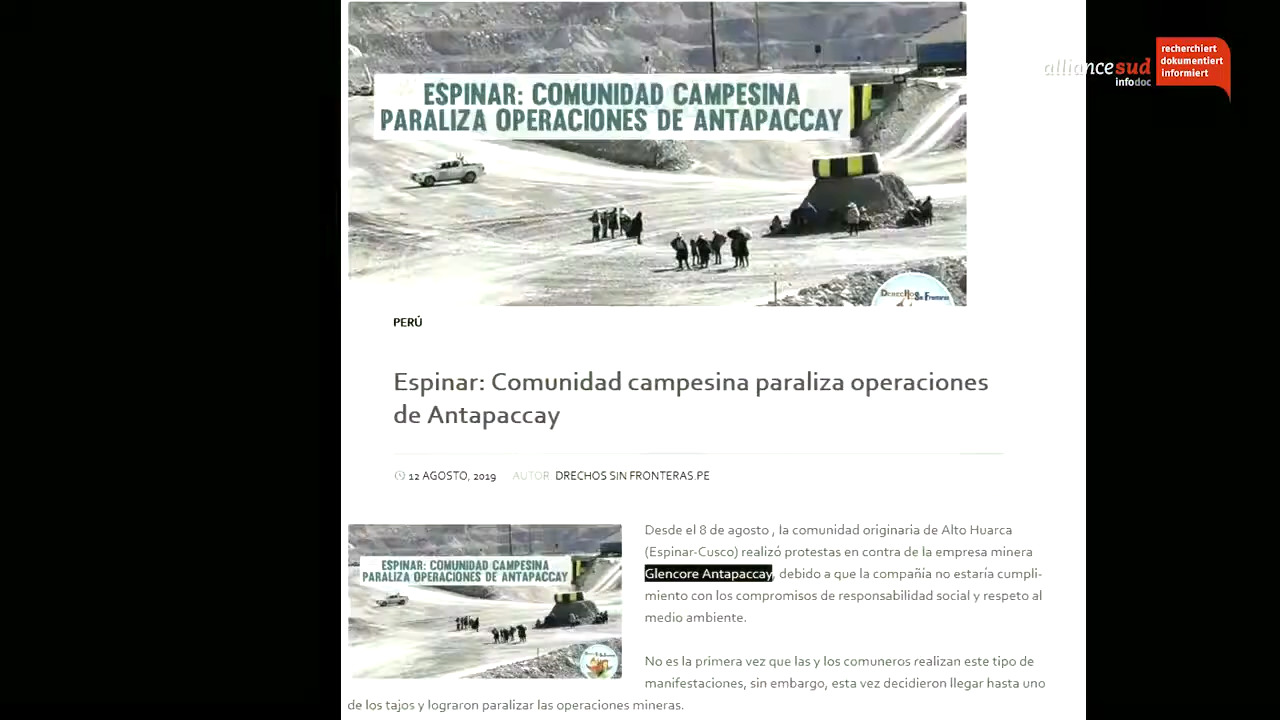 alliancesud
infodoc
recherchiert
dokumentiert
informiert
ESPINAR: COMUNIDAD CAMPESINA
PARALIZA OPERACIONES DE ANTAPACCAY
Derechos Sin Fronteras
PERÚ
Espinar: Comunidad campesina paraliza operaciones
de Antapaccay
12 AGOSTO, 2019 AUTOR DRECHOS SIN FRONTERAS.PE
ESPINAR: COMUNIDAD CAMPESINA
PARALIZA OPERACIONES DE ANTAPACCAY
Desde el 8 de agosto , la comunidad originaria de Alto Huarca
(Espinar-Cusco) realizó protestas en contra de la empresa minera
Glencore Antapaccay, debido a que la compañia no estaría cumpli-
miento con los compromisos de responsabilidad social y respeto al
medio ambiente.
No es la primera vez que las y los comuneros realizan este tipo de
manifestaciones, sin embargo, esta vez decidieron llegar hasta uno
de los tajos y lograron paralizar las operaciones mineras.